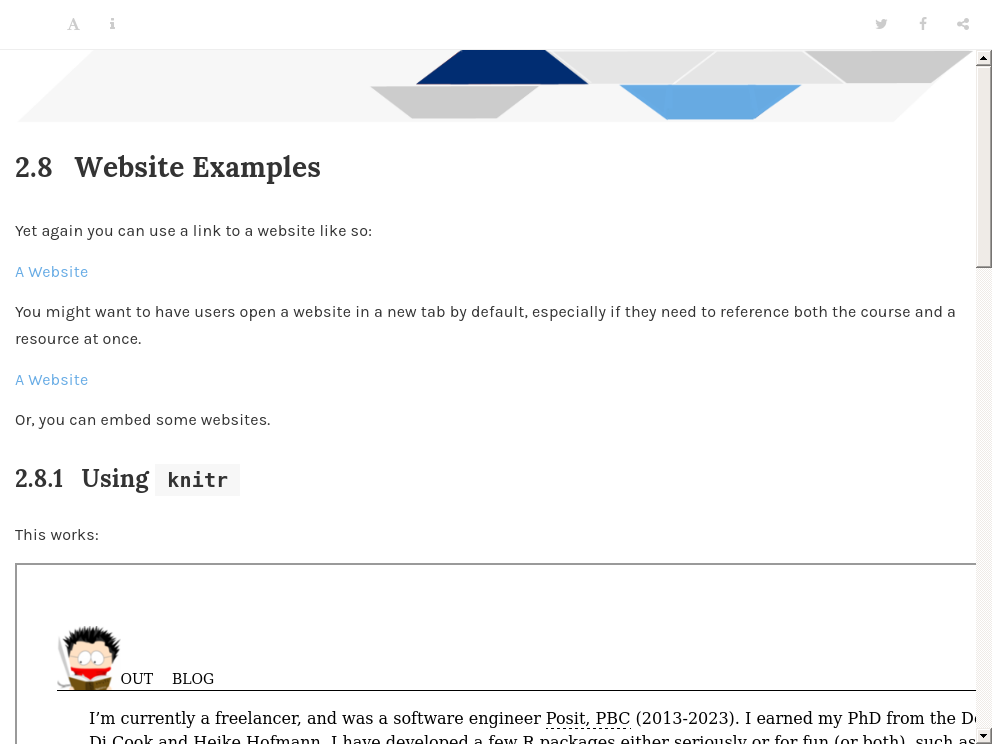 2.8 Website Examples
Yet again you can use a link to a website like so:
A Website
You might want to have users open a website in a new tab by default, especially if they need to reference both the course and a
resource at once.
A Website
Or, you can embed some websites.
2.8.1 Using knitr
This works:
OUT BLOG
I’m currently a freelancer, and was a software engineer Posit, PBC (2013-2023). I earned my PhD from the
Di Cook and Heike Hofmann. I have developed a few R packages either seriously or for fun (or both), such as